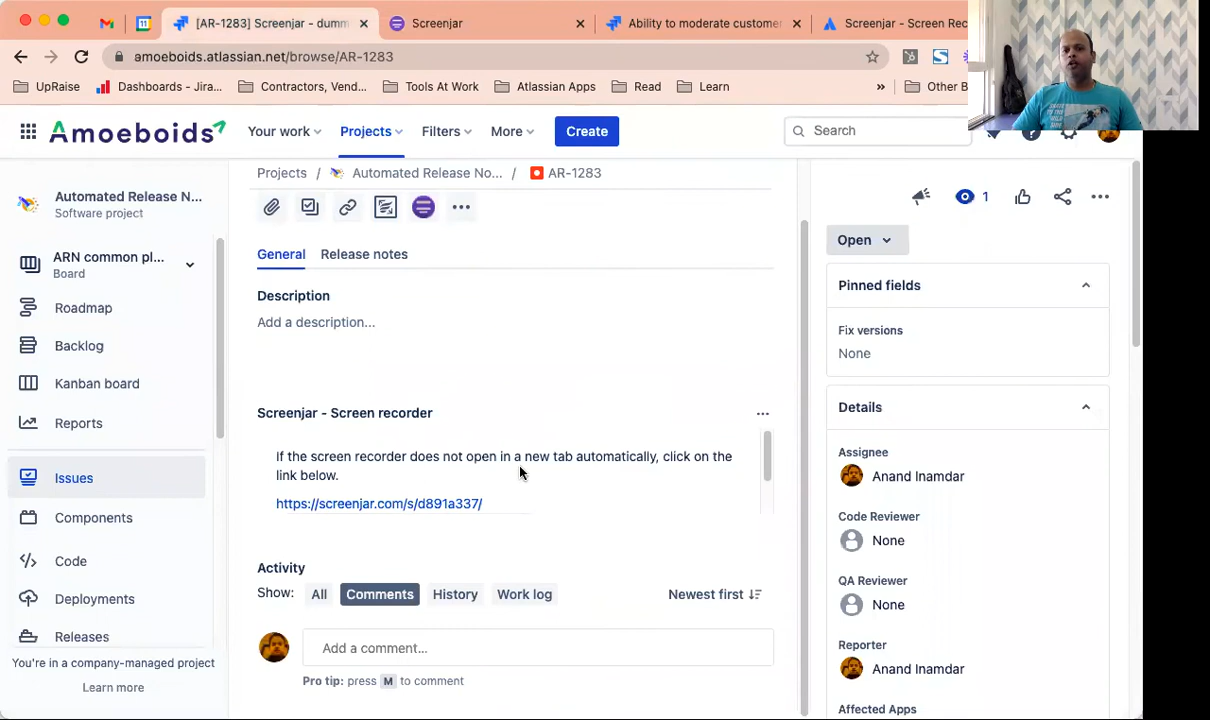 [AR-1283] Screenjar - dumm
Screenjar
Ability to moderate customer
Screenjar - Screen Rec
amoeboids.atlassian.net/browse/AR-1283
UpRaise
Dashboards - Jira...
Contractors, Vend...
Tools At Work
Atlassian Apps
Read
Learn
»
Other B
Amoeboids
Your work
Projects
Filters
More
Create
Search
Projects / Automated Release No... / AR-1283
Automated Release N...
Software project
ARN common pl...
Board
Roadmap
Backlog
Kanban board
Reports
Issues
Components
Code
Deployments
Releases
You're in a company-managed project
Learn more
General
Release notes
Description
Add a description...
Screenjar - Screen recorder
If the screen recorder does not open in a new tab automatically, click on the
link below.
https://screenjar.com/s/d891a337/
Activity
Show:
All
Comments
History
Work log
Newest first
Add a comment...
Pro tip: press M to comment
1
Open
Pinned fields
Fix versions
None
Details
Assignee
Anand Inamdar
Code Reviewer
None
QA Reviewer
None
Reporter
Anand Inamdar
Affected Apps